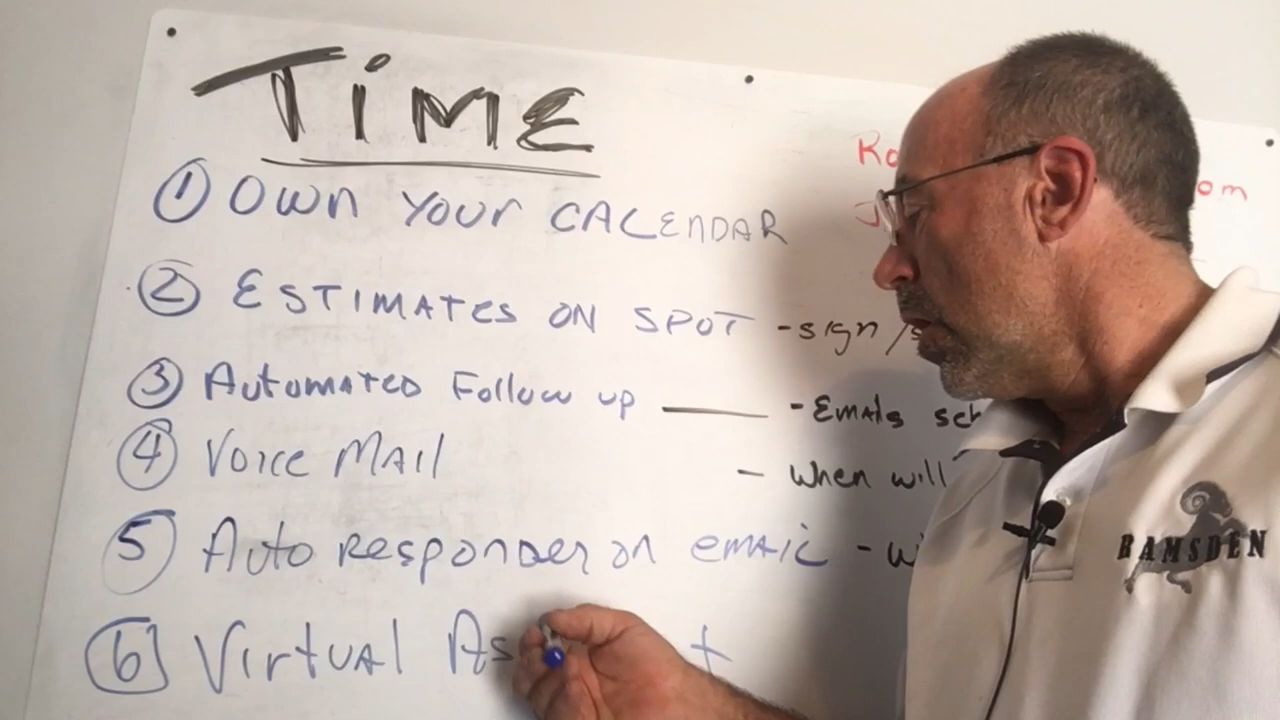 TiME
① OWN YOUR CALENDAR
② ESTIMATES ON SPOT - sign /
③ Automated Follow up - Emails
④ Voice MAil - When will
⑤ Auto Responder on emAil -
⑥ VirtuAl
RAMSDEN